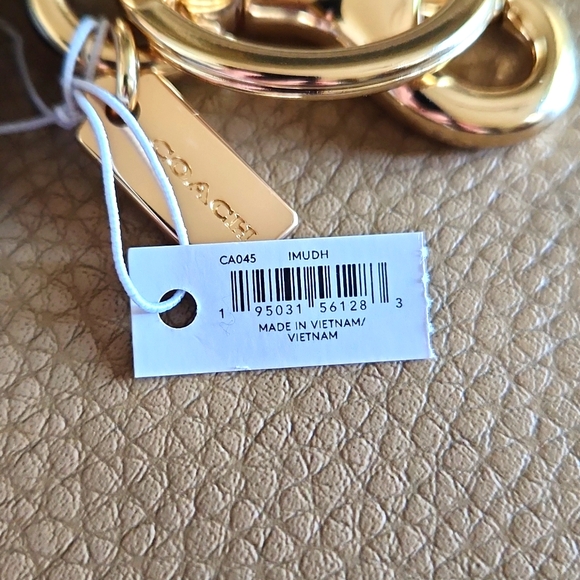 COACH
CA045 IMUDH
1 95031 56128 3
MADE IN VIETNAM/
VIETNAM